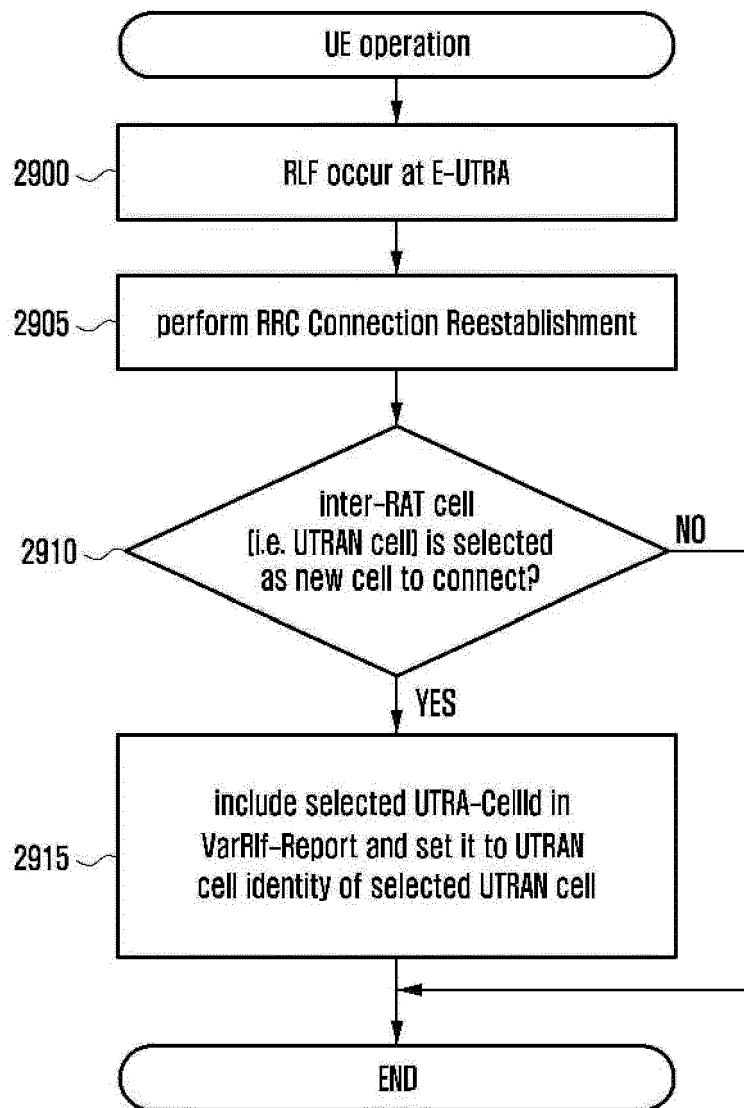 UE operation
2900
RLF occur at E-UTRA
2905
perform RRC Connection Reestablishment
2910
inter-RAT cell
(i.e. UTRAN cell) is selected
as new cell to connect?
NO
YES
2915
include selected UTRA-CellId in
VarRlf-Report and set it to UTRAN
cell identity of selected UTRAN cell
END